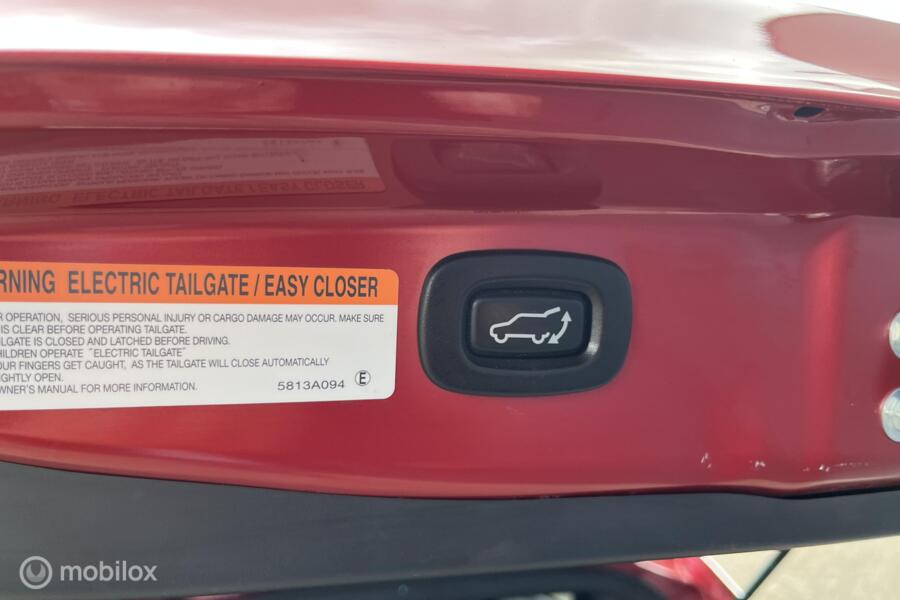 RNING ELECTRIC TAILGATE / EASY CLOSER
R OPERATION, SERIOUS PERSONAL INJURY OR CARGO DAMAGE MAY OCCUR. MAKE SURE
IS CLEAR BEFORE OPERATING TAILGATE.
ILGATE IS CLOSED AND LATCHED BEFORE DRIVING.
HILDREN OPERATE "ELECTRIC TAILGATE"
OUR FINGERS GET CAUGHT, AS THE TAILGATE WILL CLOSE AUTOMATICALLY
IGHTLY OPEN.
WNER'S MANUAL FOR MORE INFORMATION.
5813A094 E
mobilox